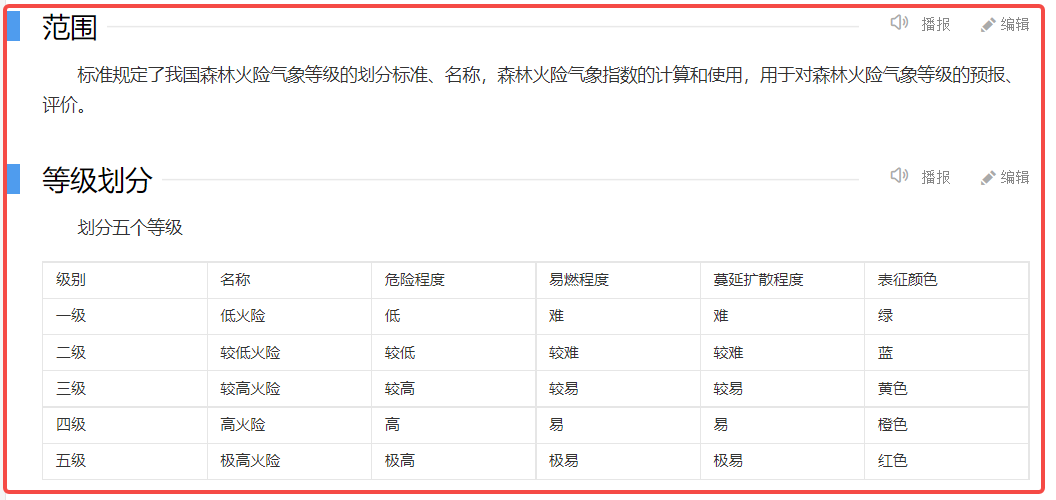 范围
播报
编辑
标准规定了我国森林火险气象等级的划分标准、名称，森林火险气象指数的计算和使用，用于对森林火险气象等级的预报、
评价。
等级划分
播报
编辑
划分五个等级
级别 名称 危险程度 易燃程度 蔓延扩散程度 表征颜色
一级 低火险 低 难 难 绿
二级 较低火险 较低 较难 较难 蓝
三级 较高火险 较高 较易 较易 黄色
四级 高火险 高 易 易 橙色
五级 极高火险 极高 极易 极易 红色